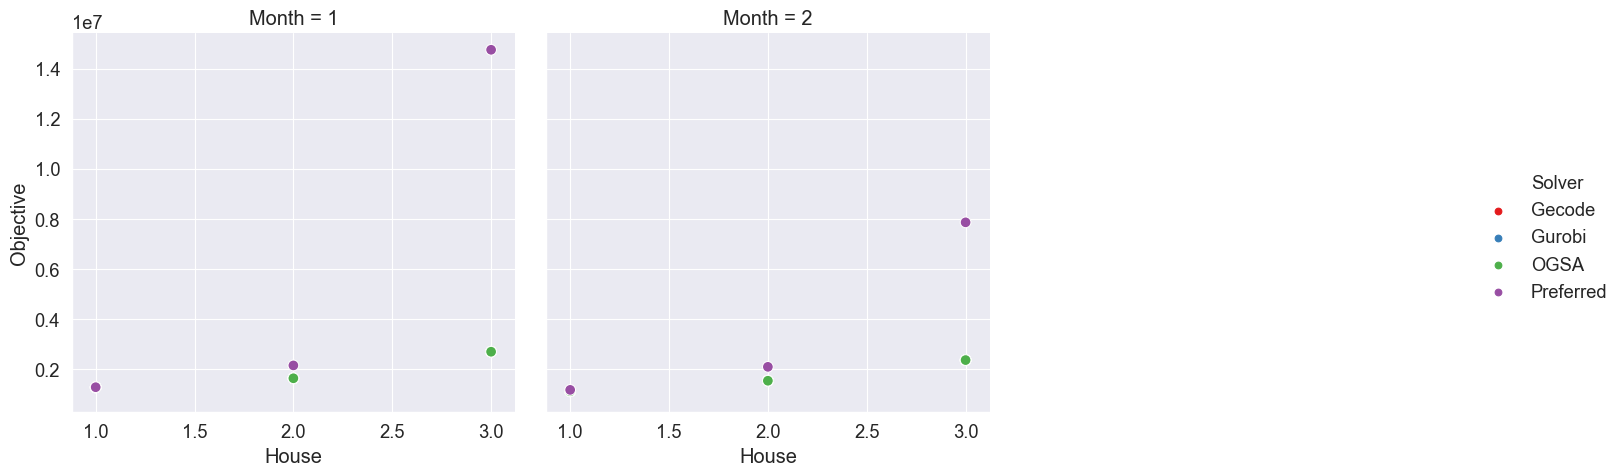 1e7
Month = 1
Month = 2
1.4
1.2
1.0
0.8
0.6
0.4
0.2
Objective
1.0 1.5 2.0 2.5 3.0
1.0 1.5 2.0 2.5 3.0
House
House
Solver
Gecode
Gurobi
OGSA
Preferred